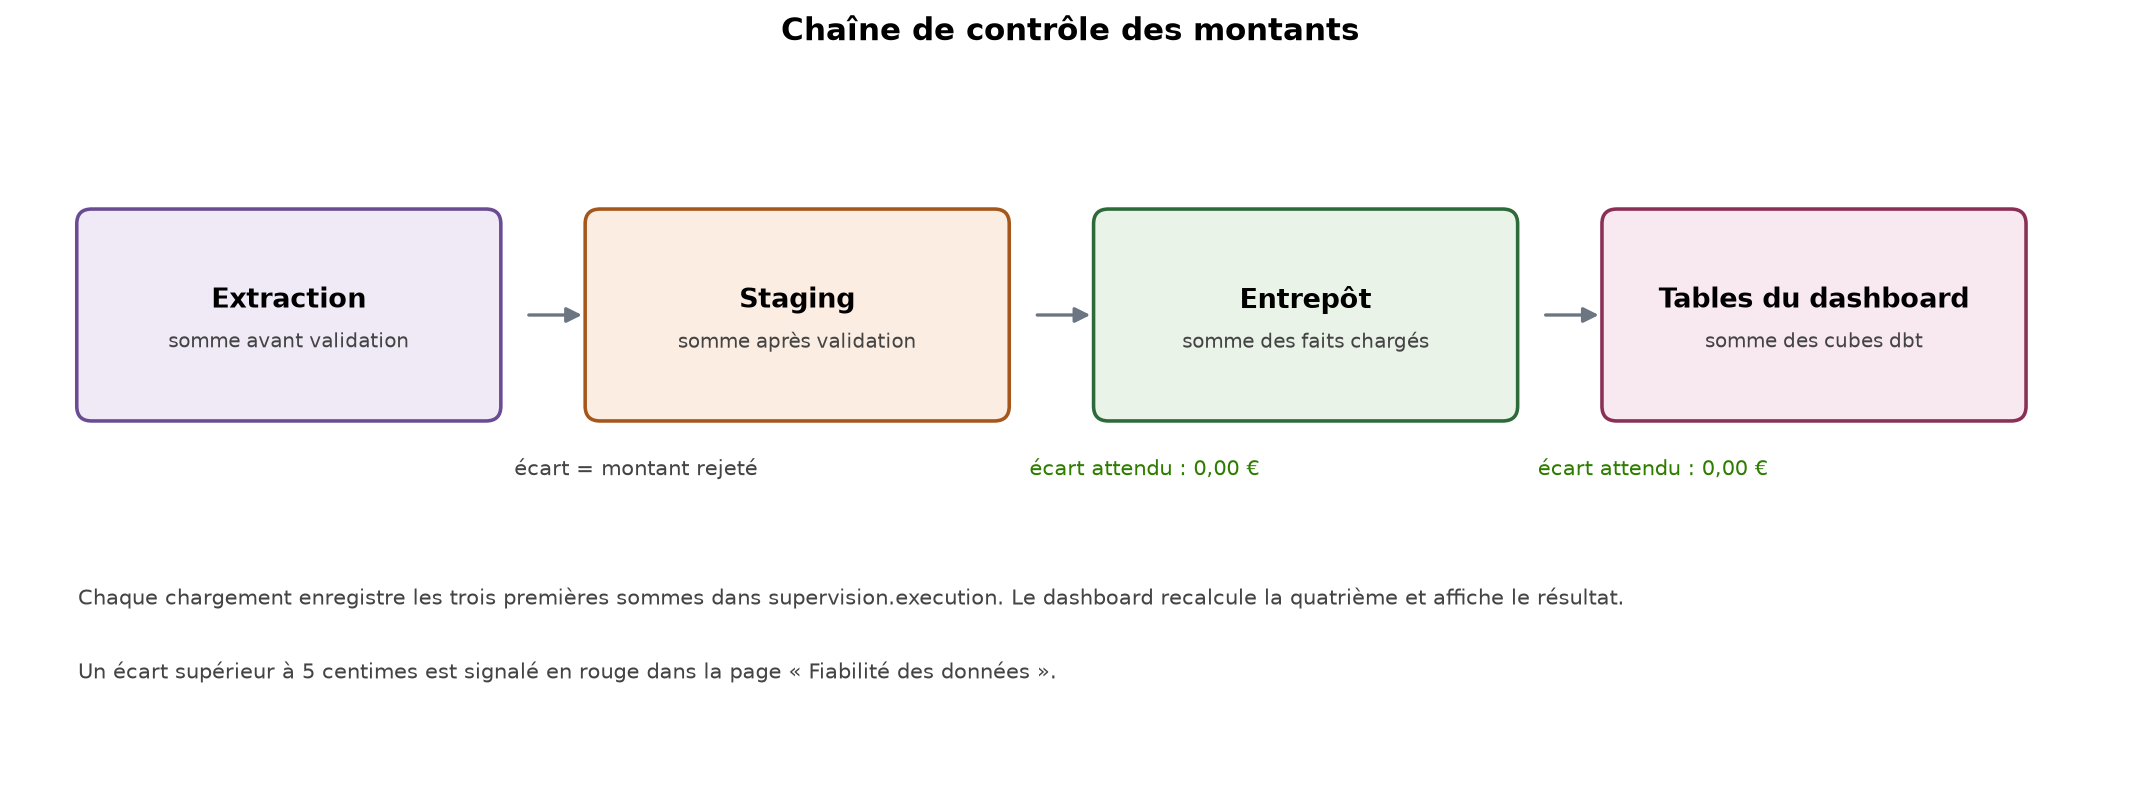 Chaîne de contrôle des montants
Extraction
somme avant validation
Staging
somme après validation
Entrepôt
somme des faits chargés
Tables du dashboard
somme des cubes dbt
écart = montant rejeté
écart attendu : 0,00 €
écart attendu : 0,00 €
Chaque chargement enregistre les trois premières sommes dans supervision.execution. Le dashboard recalcule la quatrième et affiche le résultat.
Un écart supérieur à 5 centimes est signalé en rouge dans la page « Fiabilité des données ».